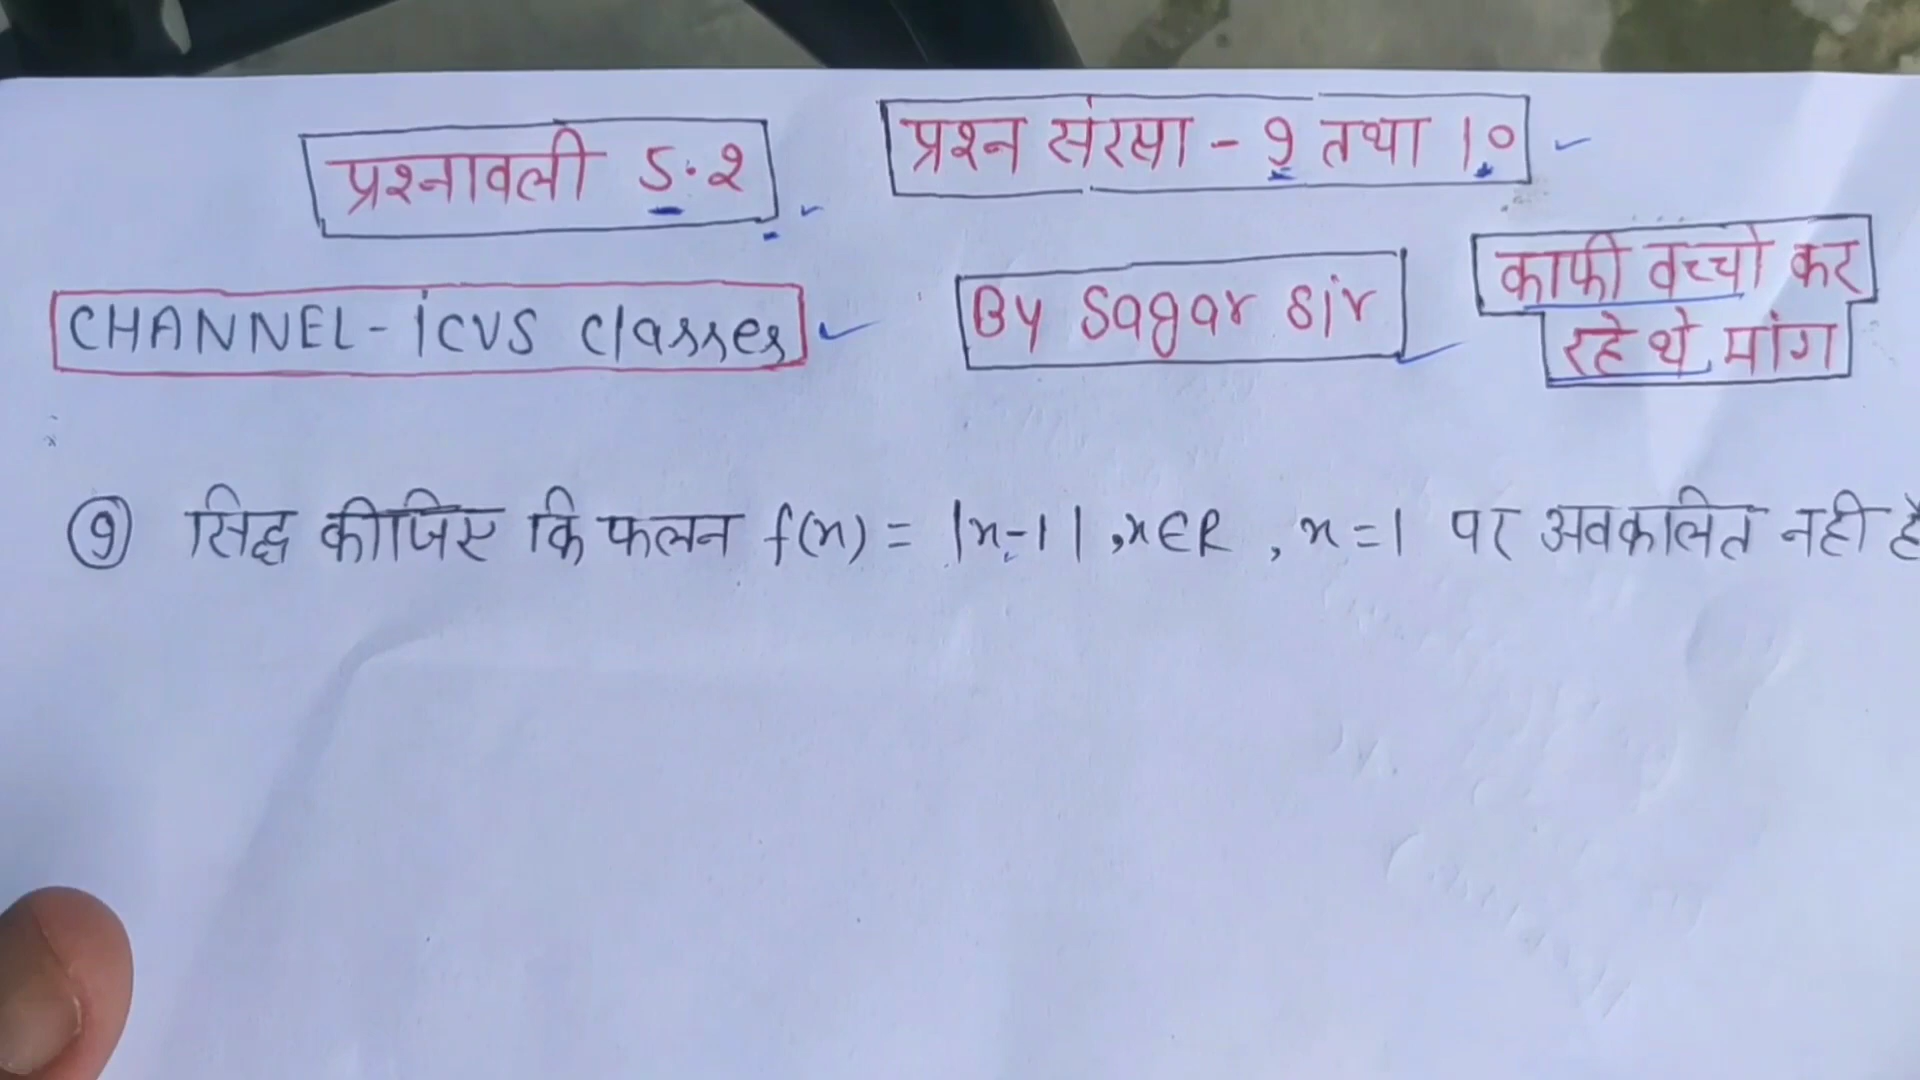 प्रश्नावली 5.2
प्रश्न संख्या - 9 तथा 10
CHANNEL - iCVS Classes
By Sagar Sir
काफी बच्चो कर
रहे थे मांग
9 सिद्ध कीजिए कि फलन f(x) = |x-1|, x∈R, x=1 पर अवकलित नही है